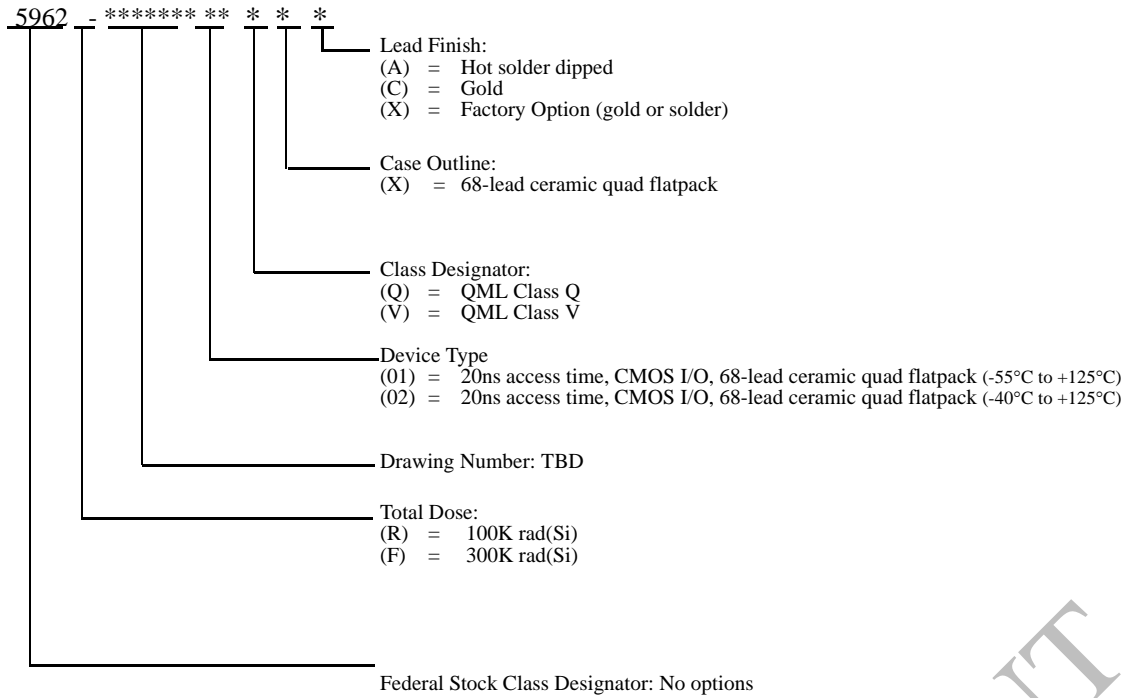 5962 - ******* ** * * *
Lead Finish:
(A) = Hot solder dipped
(C) = Gold
(X) = Factory Option (gold or solder)
Case Outline:
(X) = 68-lead ceramic quad flatpack
Class Designator:
(Q) = QML Class Q
(V) = QML Class V
Device Type
(01) = 20ns access time, CMOS I/O, 68-lead ceramic quad flatpack (-55°C to +125°C)
(02) = 20ns access time, CMOS I/O, 68-lead ceramic quad flatpack (-40°C to +125°C)
Drawing Number: TBD
Total Dose:
(R) = 100K rad(Si)
(F) = 300K rad(Si)
Federal Stock Class Designator: No options